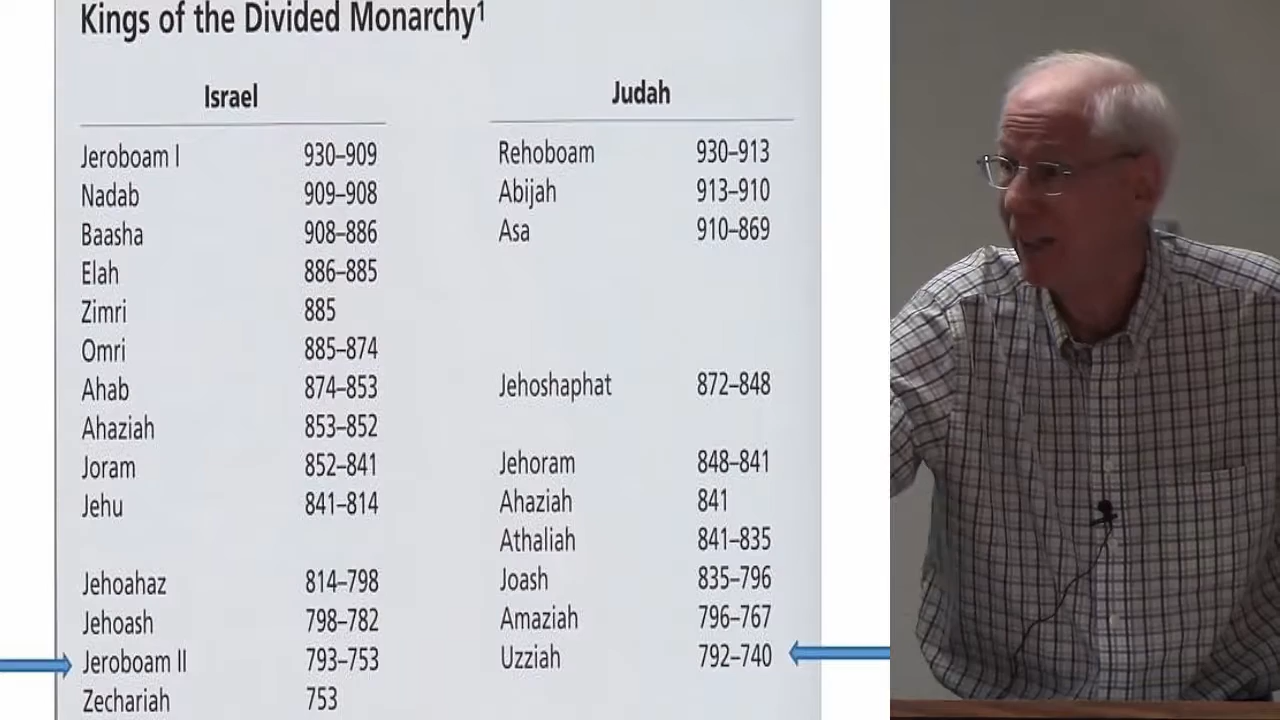 Kings of the Divided Monarchy¹
Israel Judah
Jeroboam I 930–909 Rehoboam 930–913
Nadab 909–908 Abijah 913–910
Baasha 908–886 Asa 910–869
Elah 886–885
Zimri 885
Omri 885–874
Ahab 874–853 Jehoshaphat 872–848
Ahaziah 853–852
Joram 852–841 Jehoram 848–841
Jehu 841–814 Ahaziah 841
Athaliah 841–835
Jehoahaz 814–798 Joash 835–796
Jehoash 798–782 Amaziah 796–767
Jeroboam II 793–753 Uzziah 792–740
Zechariah 753